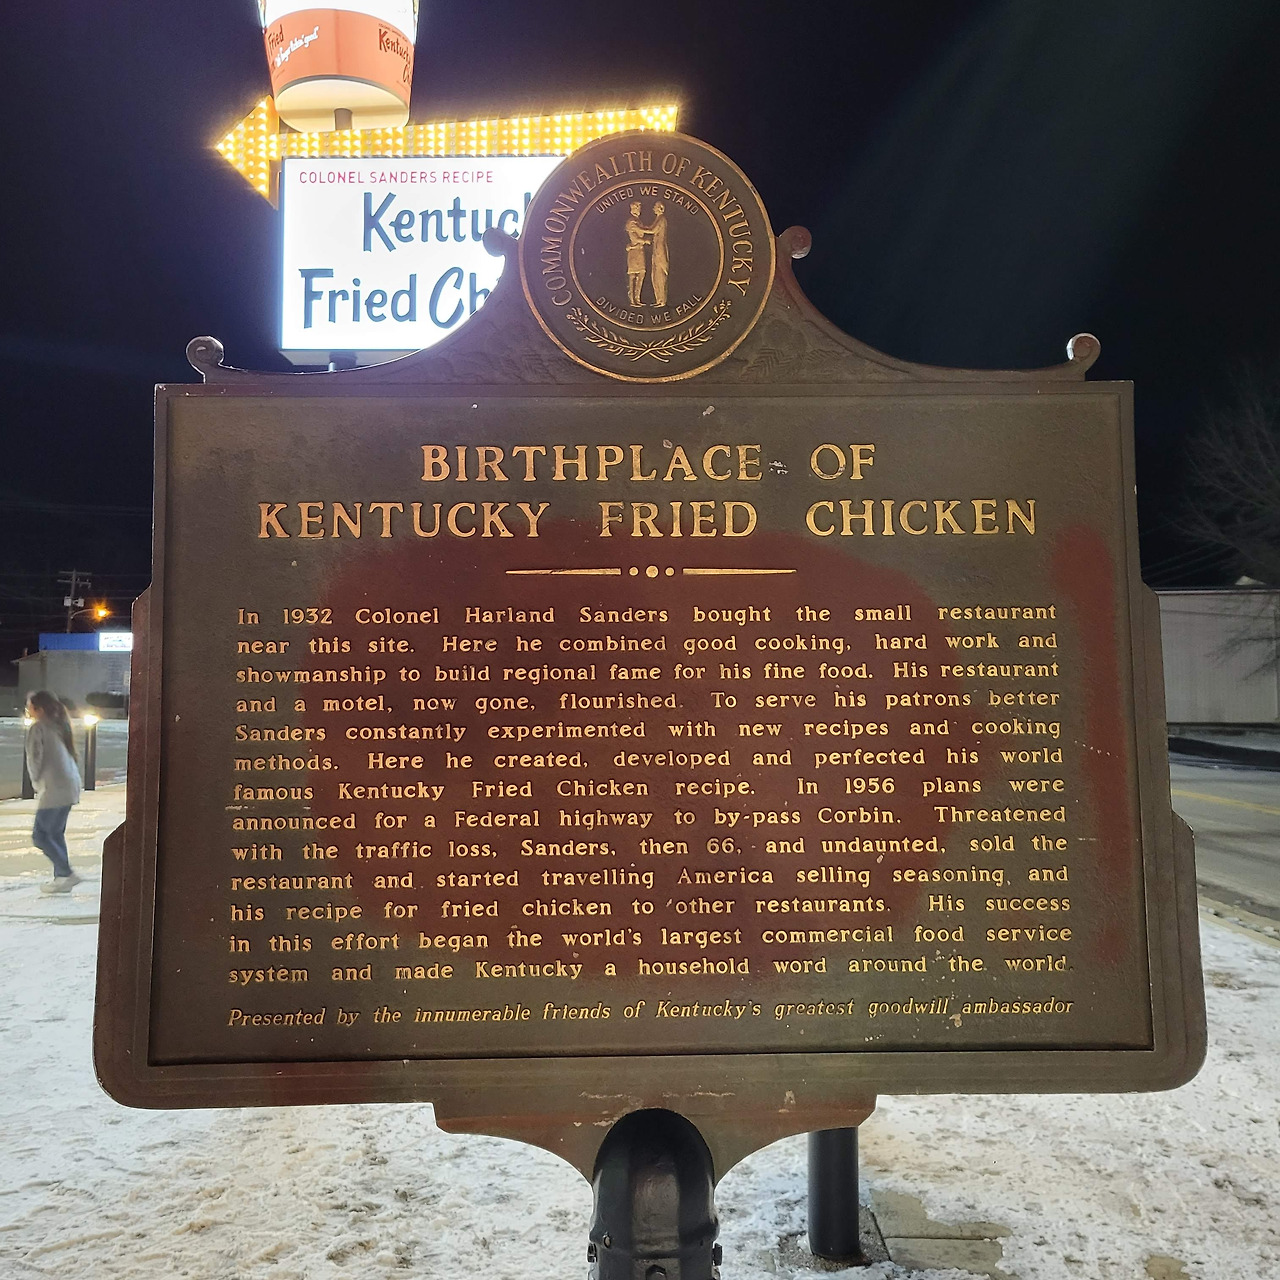 Fried
Kentucky
COLONEL SANDERS RECIPE
Kentuc
Fried Ch
COMMONWEALTH OF KENTUCKY
UNITED WE STAND
DIVIDED WE FALL
BIRTHPLACE OF
KENTUCKY FRIED CHICKEN
In 1932 Colonel Harland Sanders bought the small restaurant
near this site. Here he combined good cooking, hard work and
showmanship to build regional fame for his fine food. His restaurant
and a motel, now gone, flourished. To serve his patrons better
Sanders constantly experimented with new recipes and cooking
methods. Here he created, developed and perfected his world
famous Kentucky Fried Chicken recipe. In 1956 plans were
announced for a Federal highway to by-pass Corbin. Threatened
with the traffic loss, Sanders, then 66, and undaunted, sold the
restaurant and started travelling America selling seasoning, and
his recipe for fried chicken to other restaurants. His success
in this effort began the world's largest commercial food service
system and made Kentucky a household word around the world.
Presented by the innumerable friends of Kentucky's greatest goodwill ambassador